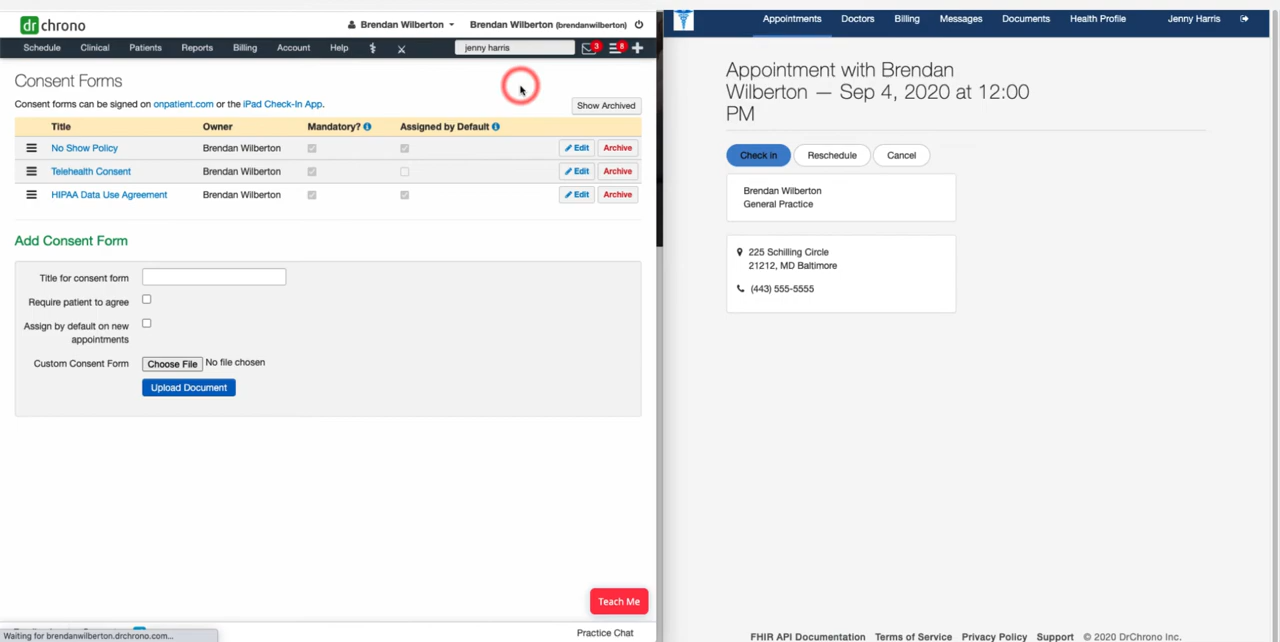 drchrono
Brendan Wilberton
Brendan Wilberton (brendanwilberton)
Schedule Clinical Patients Reports Billing Account Help
jenny harris
3
8
Consent Forms
Consent forms can be signed on onpatient.com or the iPad Check-In App.
Show Archived
Title Owner Mandatory? Assigned by Default
No Show Policy Brendan Wilberton Edit Archive
Telehealth Consent Brendan Wilberton Edit Archive
HIPAA Data Use Agreement Brendan Wilberton Edit Archive
Add Consent Form
Title for consent form
Require patient to agree
Assign by default on new
appointments
Custom Consent Form Choose File No file chosen
Upload Document
Teach Me
Waiting for brendanwilberton.drchrono.com...
Practice Chat
Appointments Doctors Billing Messages Documents Health Profile Jenny Harris
Appointment with Brendan
Wilberton — Sep 4, 2020 at 12:00
PM
Check in Reschedule Cancel
Brendan Wilberton
General Practice
225 Schilling Circle
21212, MD Baltimore
(443) 555-5555
FHIR API Documentation Terms of Service Privacy Policy Support © 2020 DrChrono Inc.